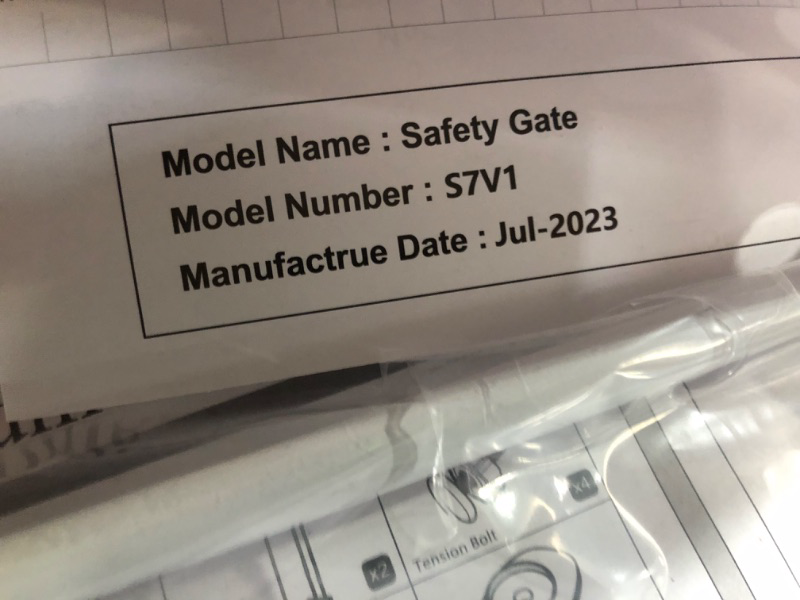 Model Name : Safety Gate
Model Number : S7V1
Manufactrue Date : Jul-2023
x4
x2
Tension Bolt